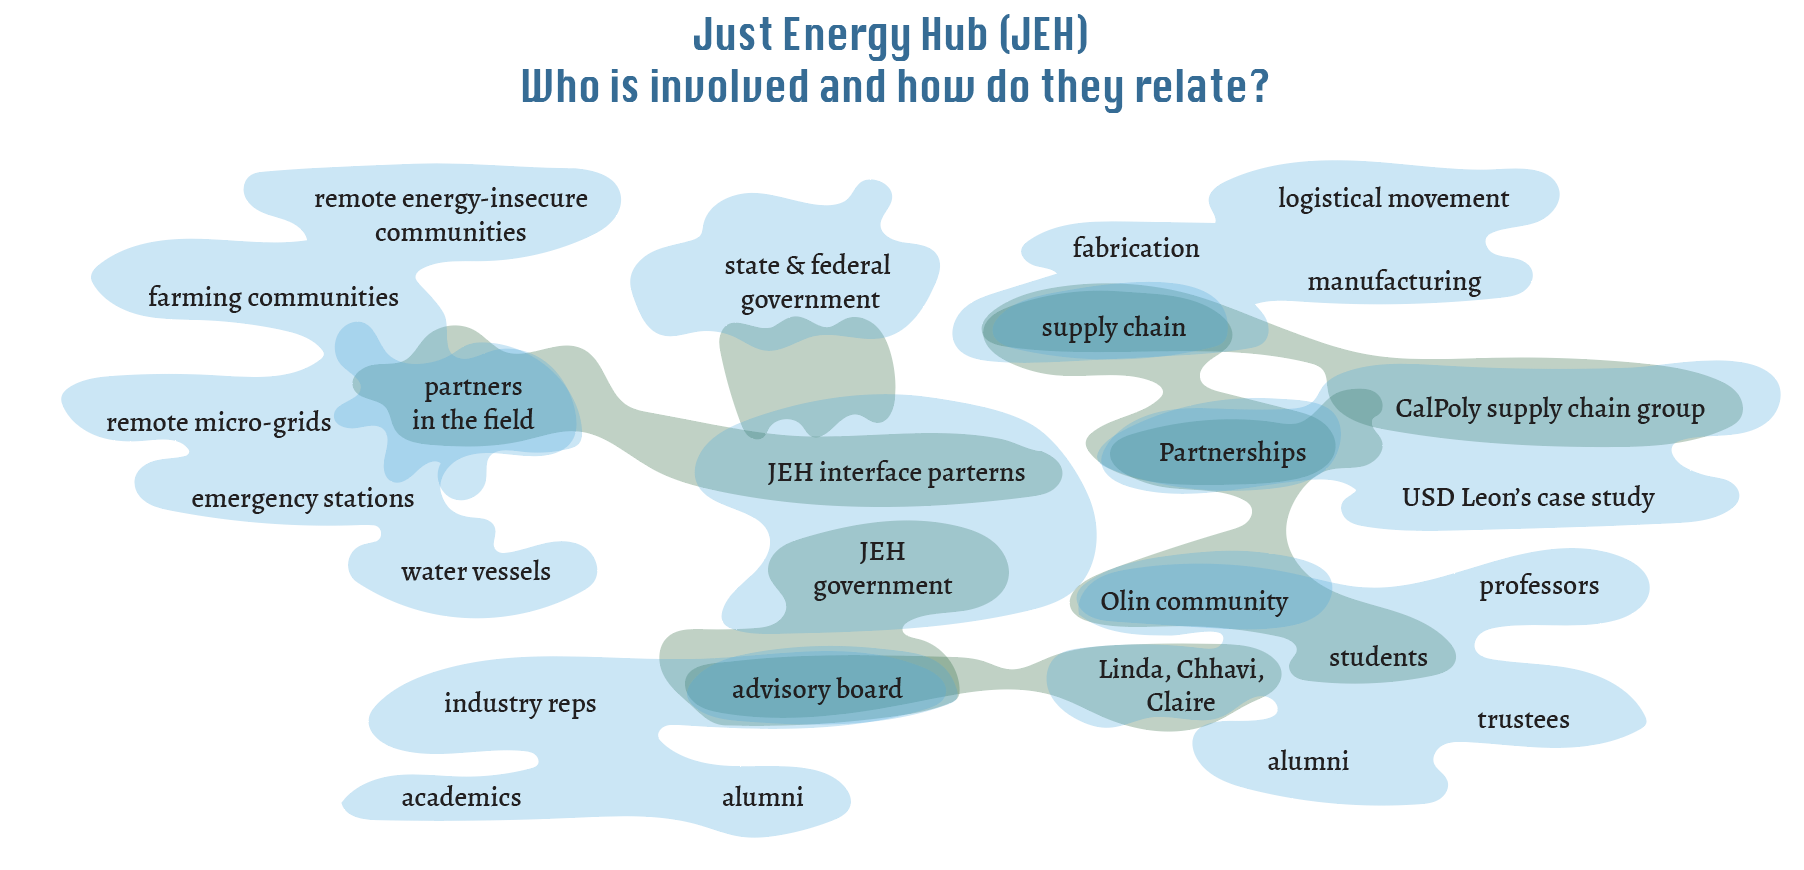 Just Energy Hub (JEH)
Who is involved and how do they relate?
remote energy-insecure
communities
farming communities
partners
in the field
remote micro-grids
emergency stations
water vessels
state & federal
government
JEH interface parterns
JEH
government
advisory board
industry reps
academics
alumni
logistical movement
fabrication
manufacturing
supply chain
CalPoly supply chain group
Partnerships
USD Leon’s case study
Olin community
professors
students
Linda, Chhavi,
Claire
trustees
alumni